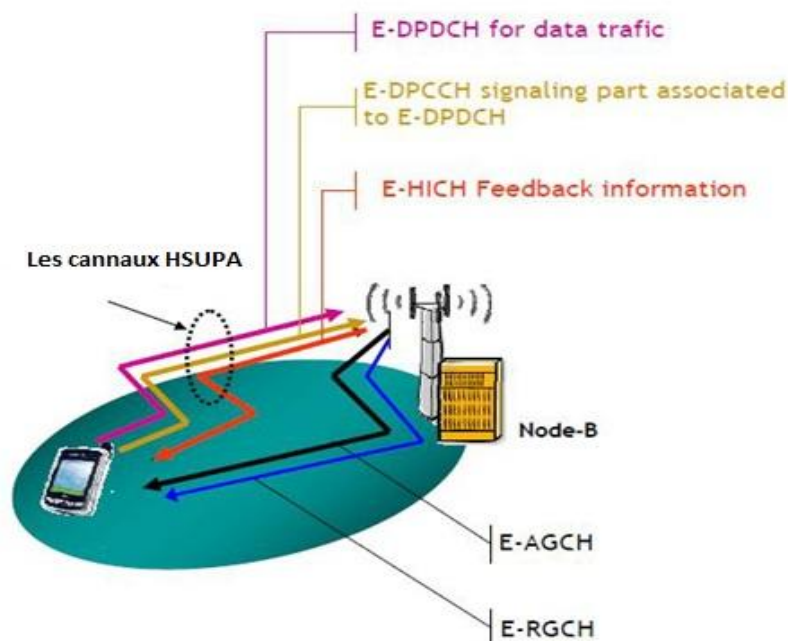 E-DPDCH for data trafic
E-DPCCH signaling part associated
to E-DPDCH
E-HICH Feedback information
Les cannaux HSUPA
Node-B
E-AGCH
E-RGCH